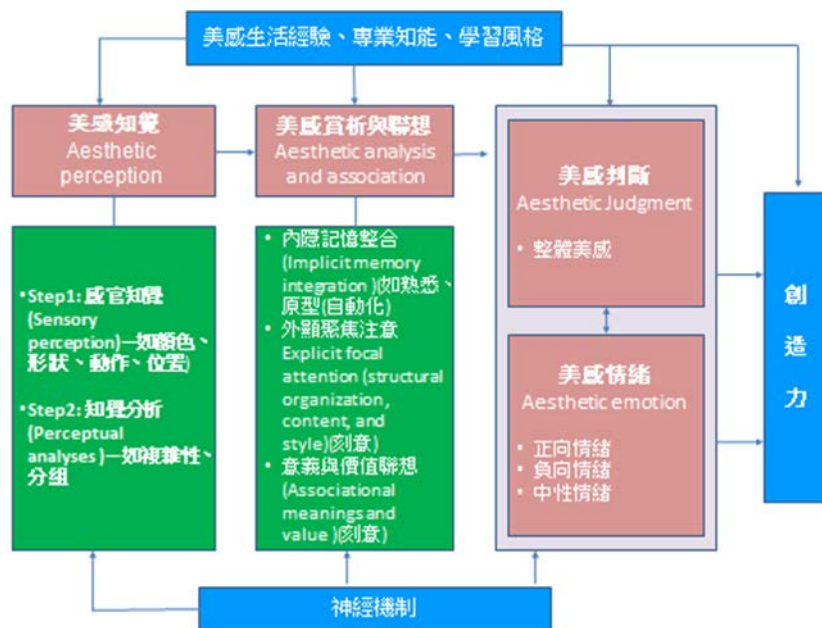 美感生活經驗、專業知能、學習風格
美感知覺
Aesthetic
perception
美感賞析與聯想
Aesthetic analysis
and association
•Step1: 感官知覺
(Sensory
perception)—如顏色、
形狀、動作、位置)
•Step2: 知覺分析
(Perceptual
analyses)—如複雜性、
分組
• 內隱記憶整合
(Implicit memory
integration )(如熟悉、
原型(自動化)
• 外顯聚焦注意
Explicit focal
attention (structural
organization,
content, and
style)(刻意)
• 意義與價值聯想
(Associational
meanings and
value )(刻意)
美感判斷
Aesthetic Judgment
• 整體美感
美感情緒
Aesthetic emotion
• 正向情緒
• 負向情緒
• 中性情緒
創
造
力
神經機制